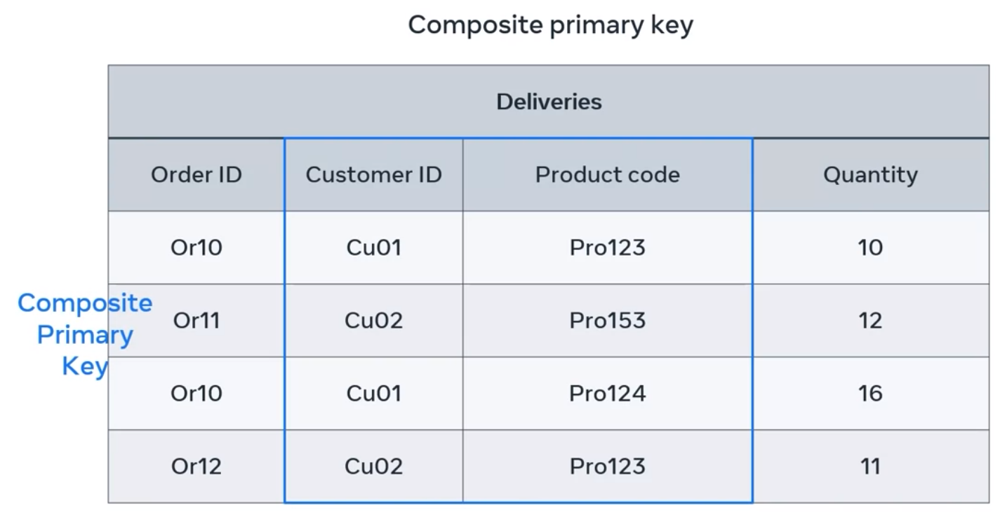 Composite primary key
Deliveries
Order ID Customer ID Product code Quantity
Or10 Cu01 Pro123 10
Composite
Primary
Key
Or11 Cu02 Pro153 12
Or10 Cu01 Pro124 16
Or12 Cu02 Pro123 11